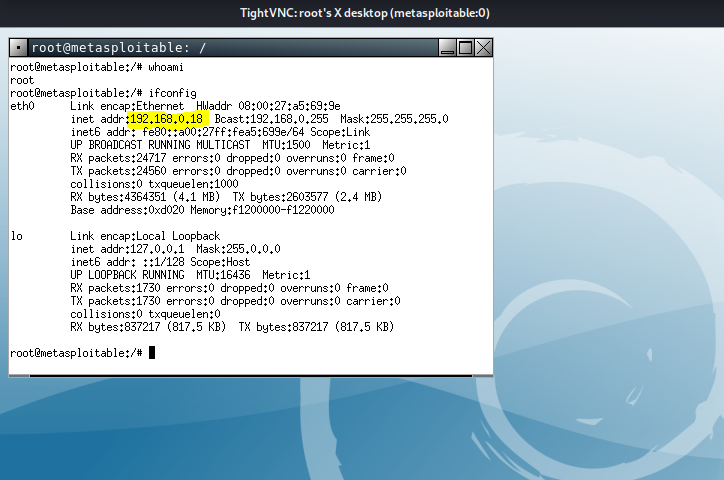 TightVNC: root's X desktop (metasploitable:0)
root@metasploitable: /
root@metasploitable:/# whoami
root
root@metasploitable:/# ifconfig
eth0      Link encap:Ethernet  HWaddr 08:00:27:a5:69:9e
          inet addr:192.168.0.18  Bcast:192.168.0.255  Mask:255.255.255.0
          inet6 addr: fe80::a00:27ff:fea5:699e/64 Scope:Link
          UP BROADCAST RUNNING MULTICAST  MTU:1500  Metric:1
          RX packets:24717 errors:0 dropped:0 overruns:0 frame:0
          TX packets:24560 errors:0 dropped:0 overruns:0 carrier:0
          collisions:0 txqueuelen:1000
          RX bytes:4364351 (4.1 MB)  TX bytes:2603577 (2.4 MB)
          Base address:0xd020 Memory:f1200000-f1220000
lo        Link encap:Local Loopback
          inet addr:127.0.0.1  Mask:255.0.0.0
          inet6 addr: ::1/128 Scope:Host
          UP LOOPBACK RUNNING  MTU:16436  Metric:1
          RX packets:1730 errors:0 dropped:0 overruns:0 frame:0
          TX packets:1730 errors:0 dropped:0 overruns:0 carrier:0
          collisions:0 txqueuelen:0
          RX bytes:837217 (817.5 KB)  TX bytes:837217 (817.5 KB)
root@metasploitable:/#